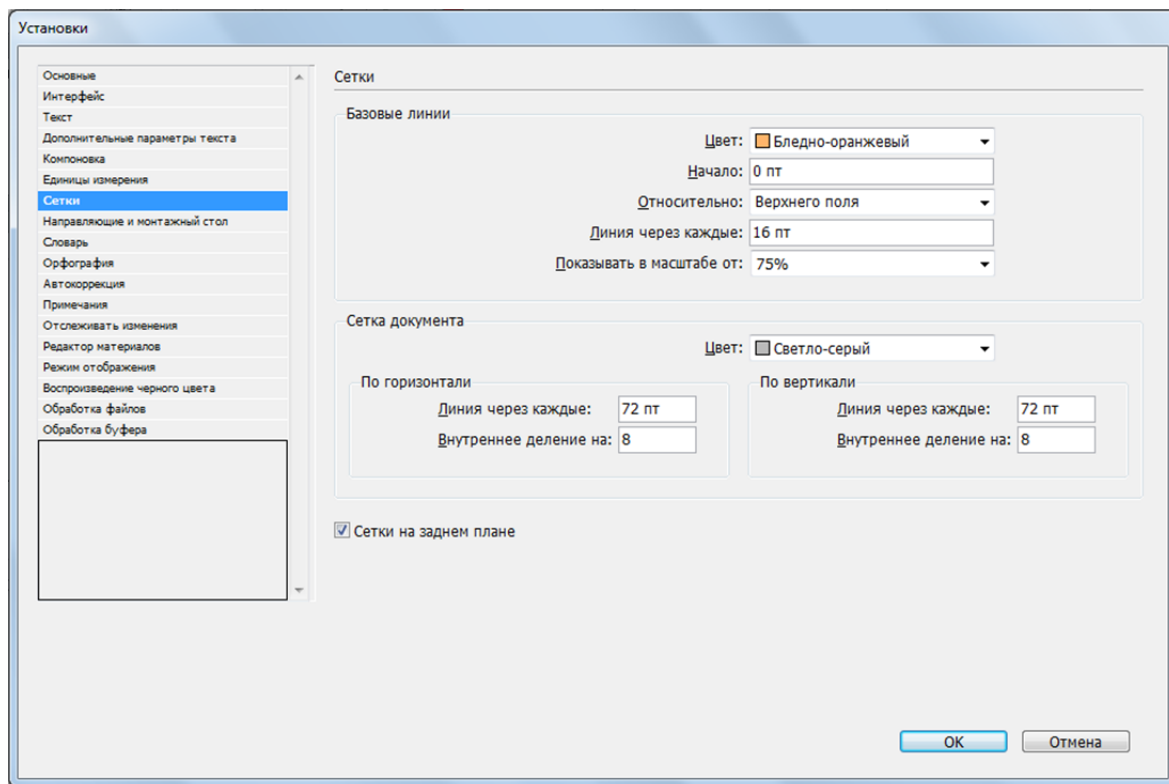 Установки
Основные
Интерфейс
Текст
Дополнительные параметры текста
Компоновка
Единицы измерения
Сетки
Направляющие и монтажный стол
Словарь
Орфография
Автокоррекция
Примечания
Отслеживать изменения
Редактор материалов
Режим отображения
Воспроизведение черного цвета
Обработка файлов
Обработка буфера
Сетки
Базовые линии
Цвет: Бледно-оранжевый
Начало: 0 пт
Относительно: Верхнего поля
Линия через каждые: 16 пт
Показывать в масштабе от: 75%
Сетка документа
Цвет: Светло-серый
По горизонтали
Линия через каждые: 72 пт
Внутреннее деление на: 8
По вертикали
Линия через каждые: 72 пт
Внутреннее деление на: 8
Сетки на заднем плане
OK
Отмена